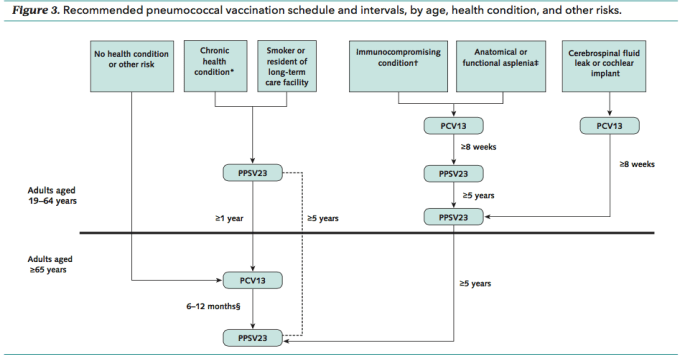 Figure 3. Recommended pneumococcal vaccination schedule and intervals, by age, health condition, and other risks.
No health condition
or other risk
Chronic
health
condition*
Smoker or
resident of
long-term
care facility
Immunocompromising
condition†
Anatomical or
functional asplenia‡
Cerebrospinal fluid
leak or cochlear
implant
PCV13
PCV13
≥8 weeks
≥8 weeks
PPSV23
PPSV23
Adults aged
19–64 years
≥5 years
≥1 year
≥5 years
PPSV23
Adults aged
≥65 years
PCV13
≥5 years
6–12 months§
PPSV23